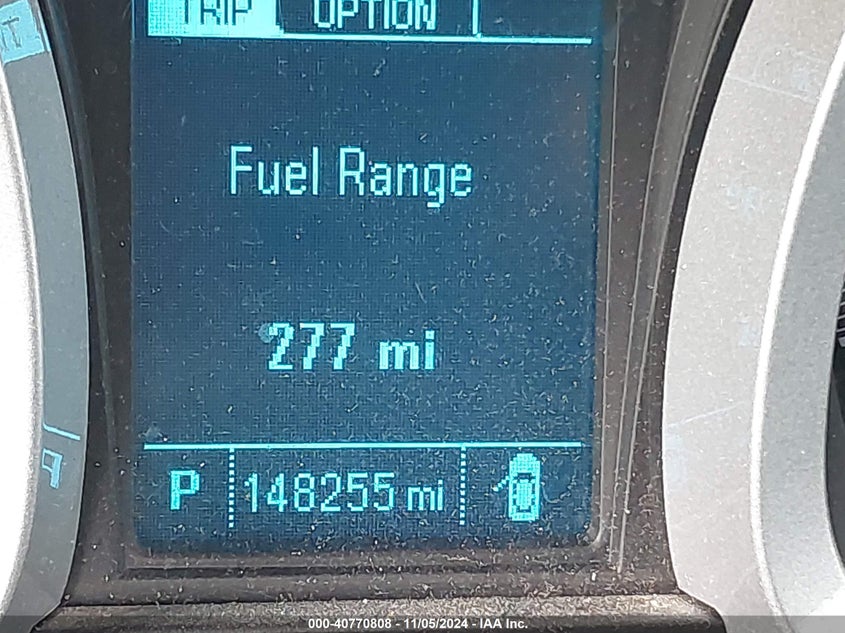 TRIP OPTION
Fuel Range
277 mi
P 148255 mi
000-40770808 - 11/05/2024 - IAA Inc.